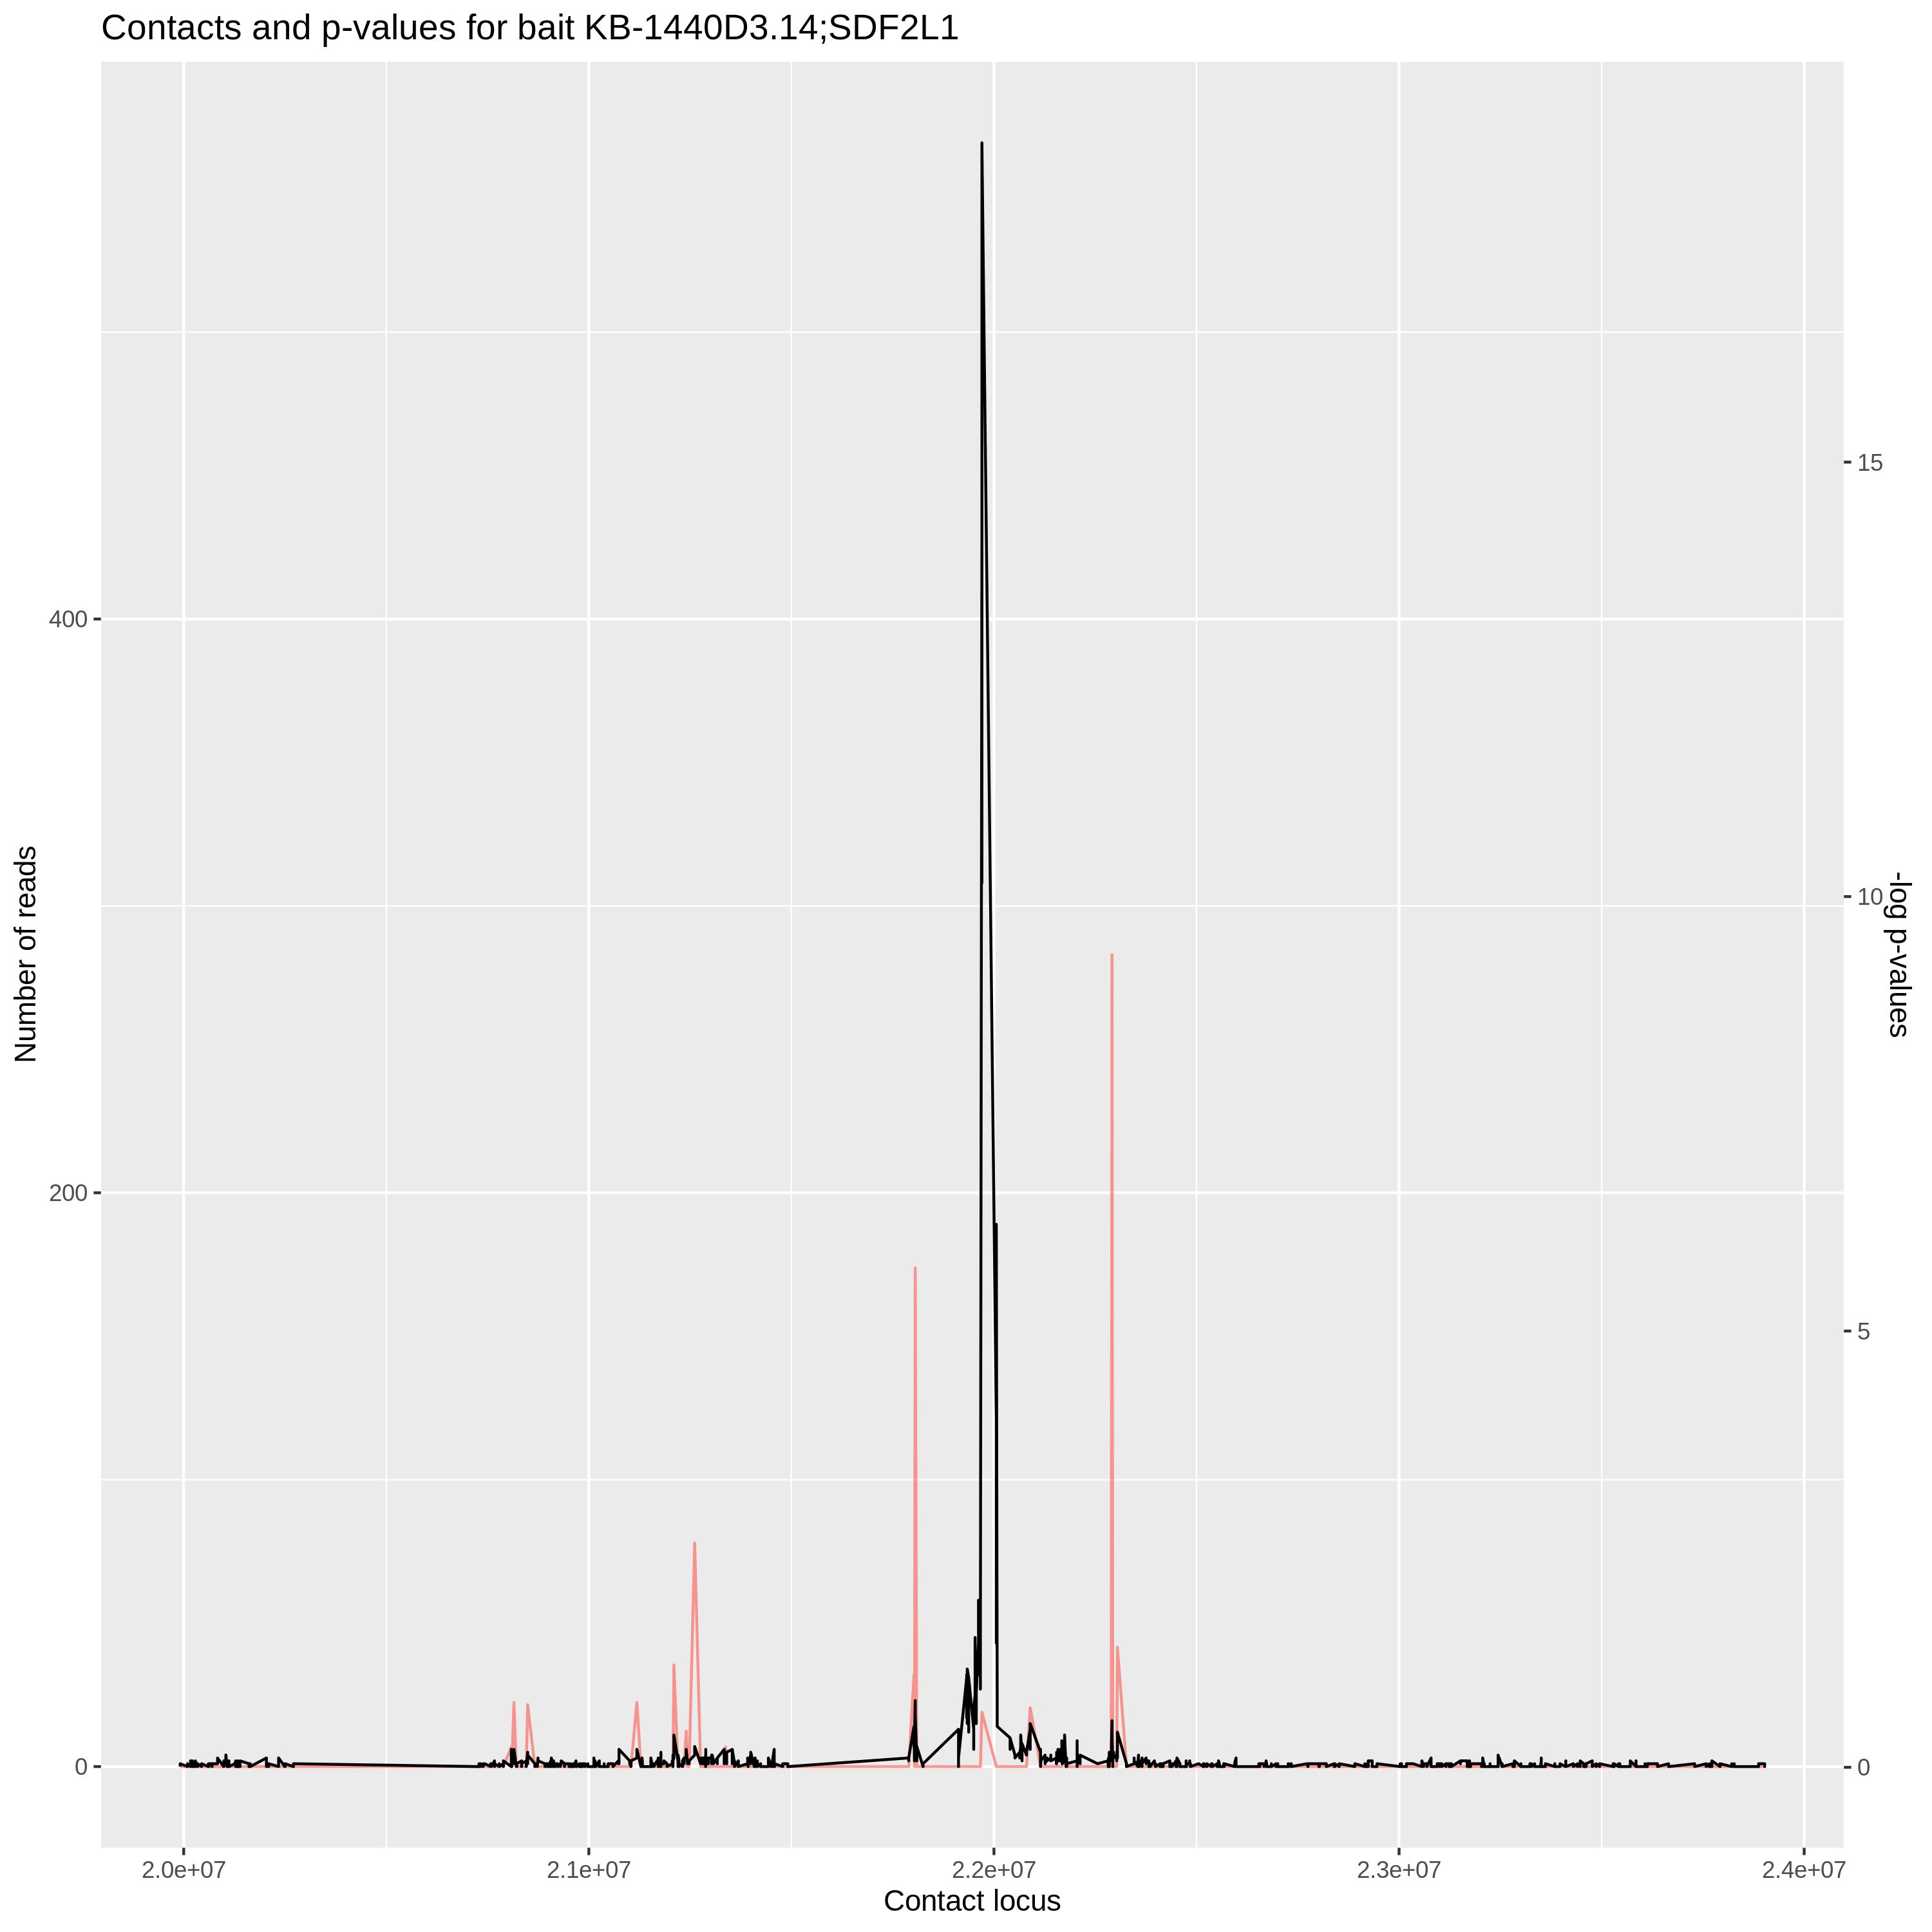 Contacts and p-values for bait KB-1440D3.14;SDF2L1
Number of reads
400
200
0
15
10
5
0
-log p-values
2.0e+07
2.1e+07
2.2e+07
2.3e+07
2.4e+07
Contact locus